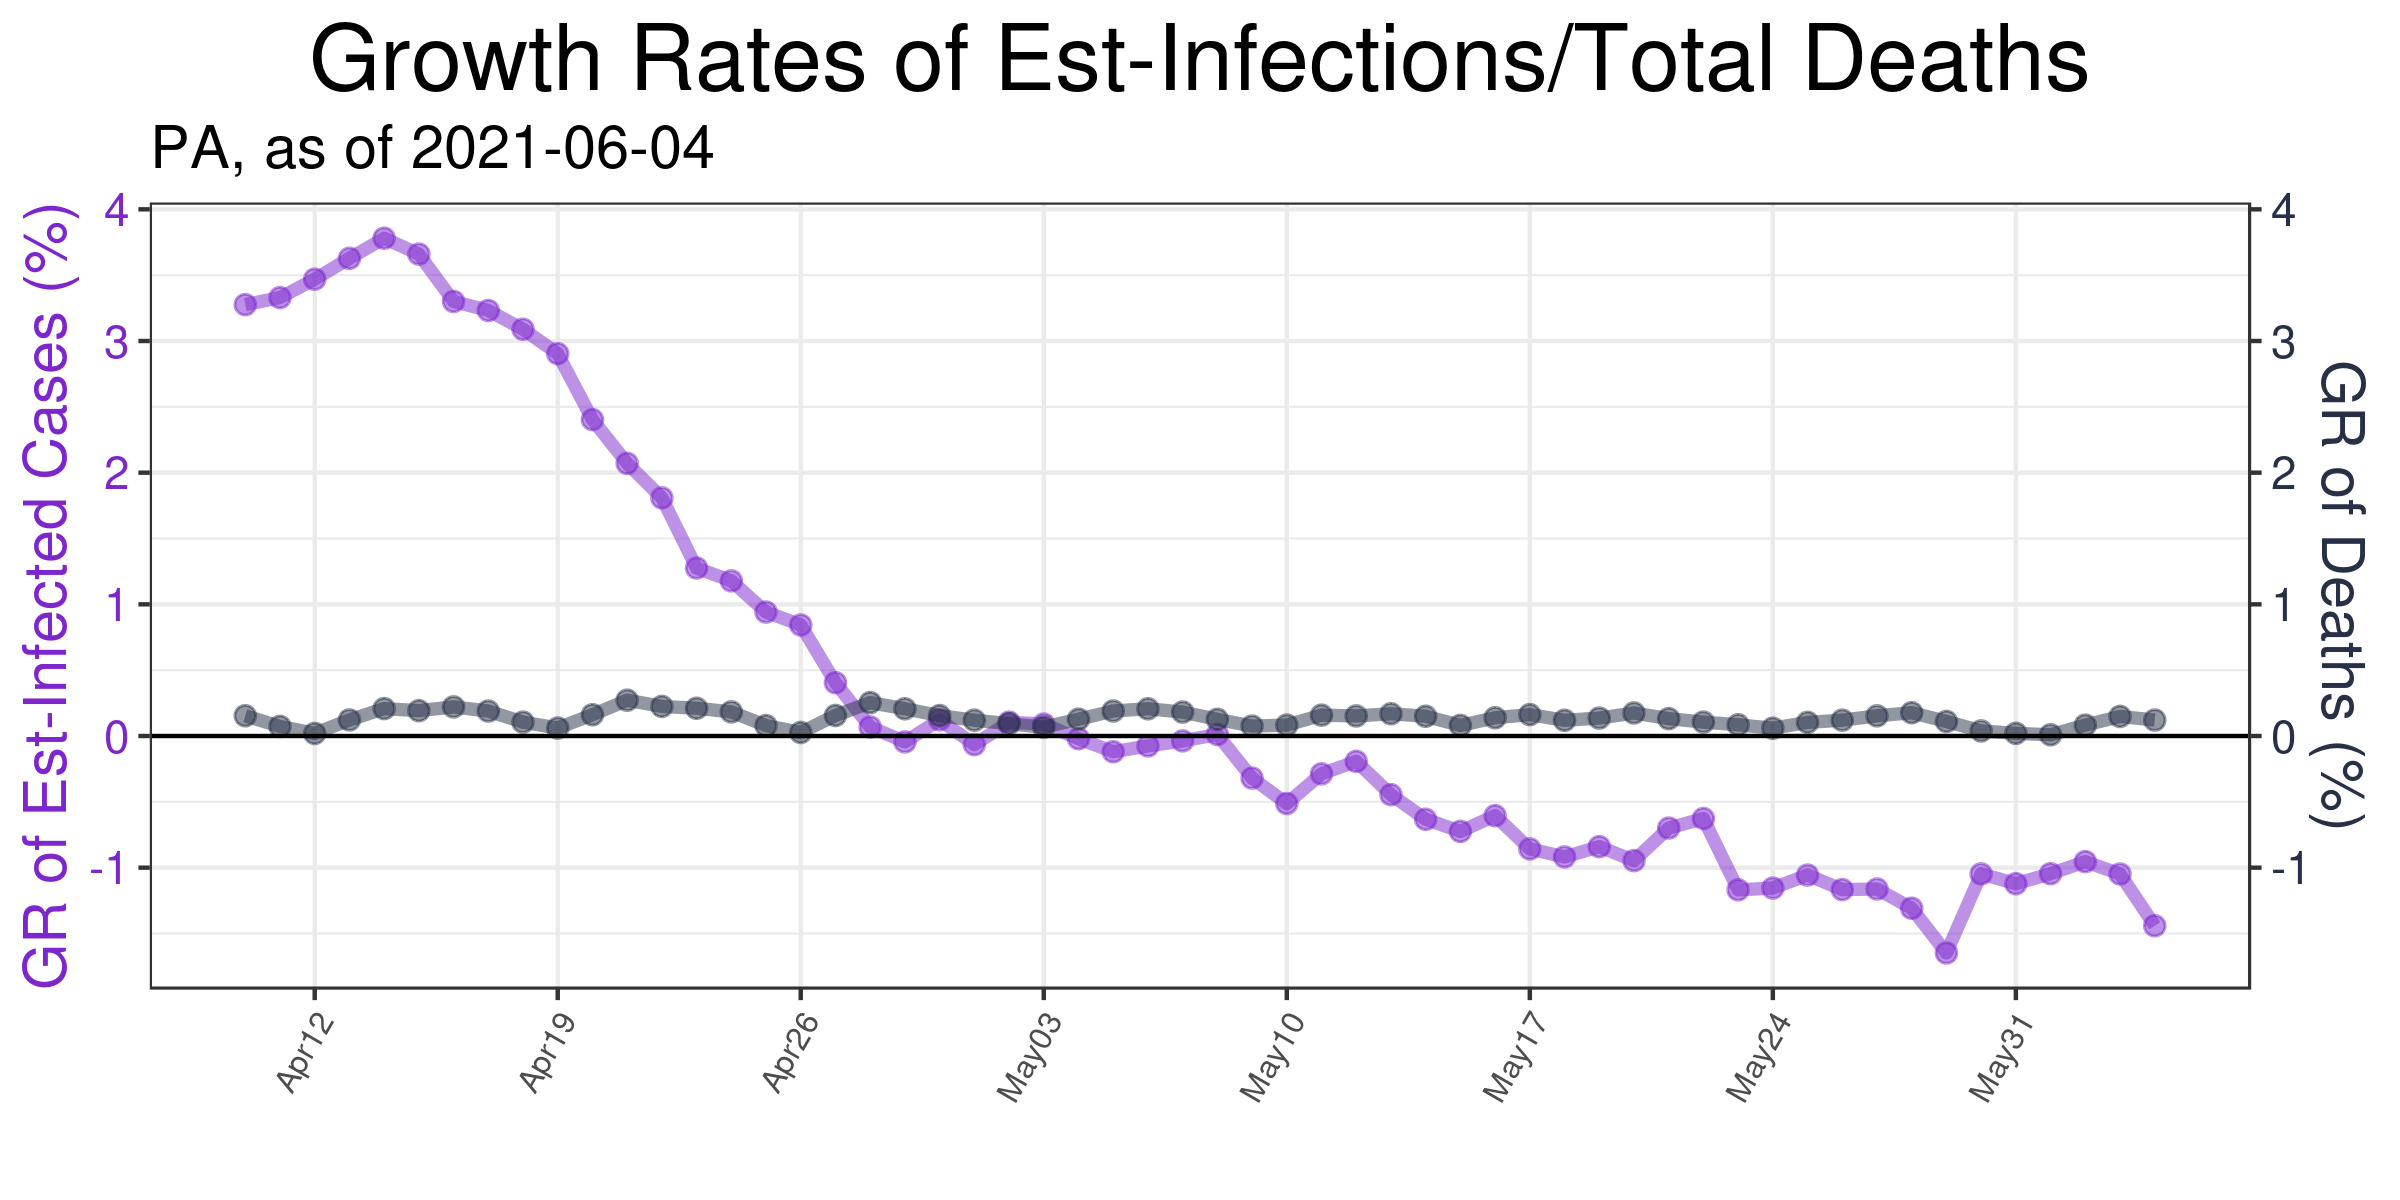 Growth Rates of Est-Infections/Total Deaths
PA, as of 2021-06-04
GR of Est-Infected Cases (%)
4
3
2
1
0
-1
4
3
2
1
0
-1
GR of Deaths (%)
Apr12
Apr19
Apr26
May03
May10
May17
May24
May31